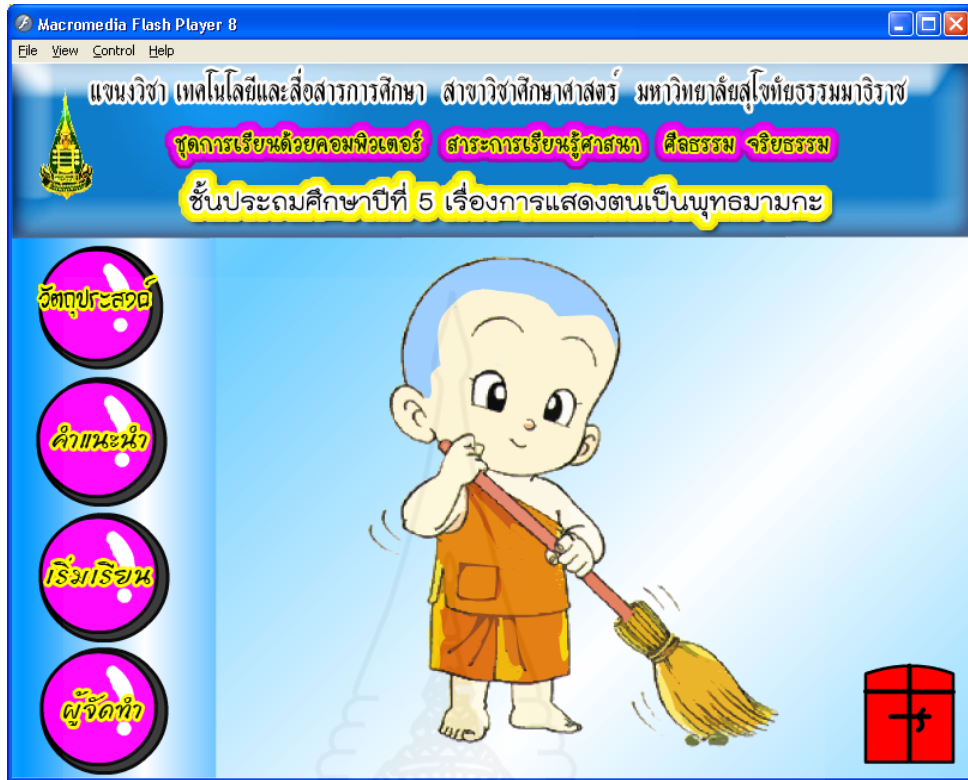 Macromedia Flash Player 8
File View Control Help
แขนงวิชา เทคโนโลยีและสื่อสารการศึกษา สาขาวิชาศึกษาศาสตร์ มหาวิทยาลัยสุโขทัยธรรมมาธิราช
ชุดการเรียนด้วยคอมพิวเตอร์ สาระการเรียนรู้ศาสนา ศีลธรรม จริยธรรม
ชั้นประถมศึกษาปีที่ 5 เรื่องการแสดงตนเป็นพุทธมามกะ
วัตถุประสงค์
คำแนะนำ
เริ่มเรียน
ผู้จัดทำ